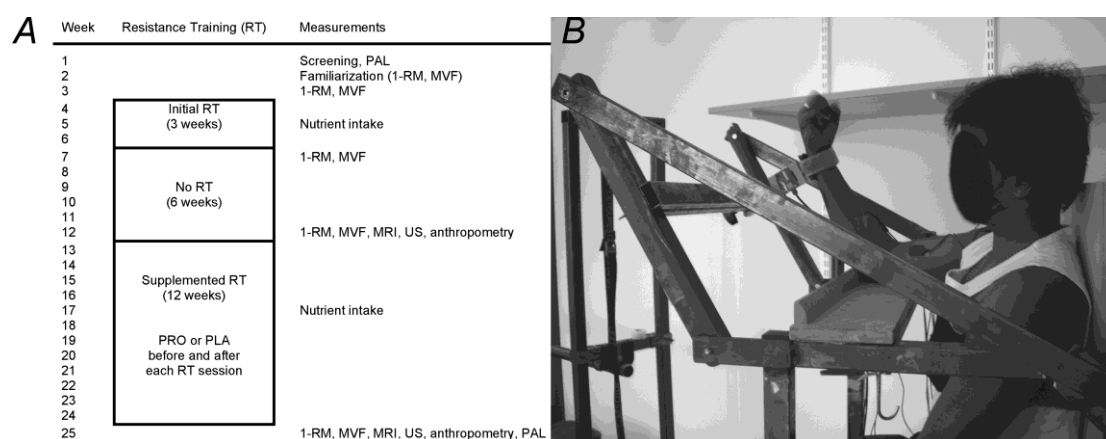 A
Week Resistance Training (RT) Measurements
1 Screening, PAL
2 Familiarization (1-RM, MVF)
3 1-RM, MVF
4 Initial RT
5 (3 weeks) Nutrient intake
6
7 1-RM, MVF
8
9 No RT
10 (6 weeks)
11
12 1-RM, MVF, MRI, US, anthropometry
13
14
15 Supplemented RT
16 (12 weeks)
17 Nutrient intake
18
19 PRO or PLA
20 before and after
21 each RT session
22
23
24
25 1-RM, MVF, MRI, US, anthropometry, PAL
B